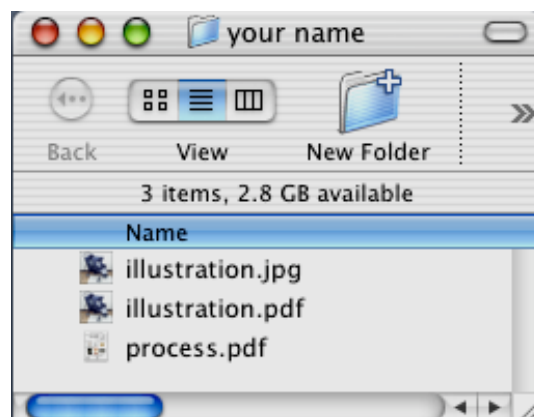 your name
Back View New Folder
3 items, 2.8 GB available
Name
illustration.jpg
illustration.pdf
process.pdf